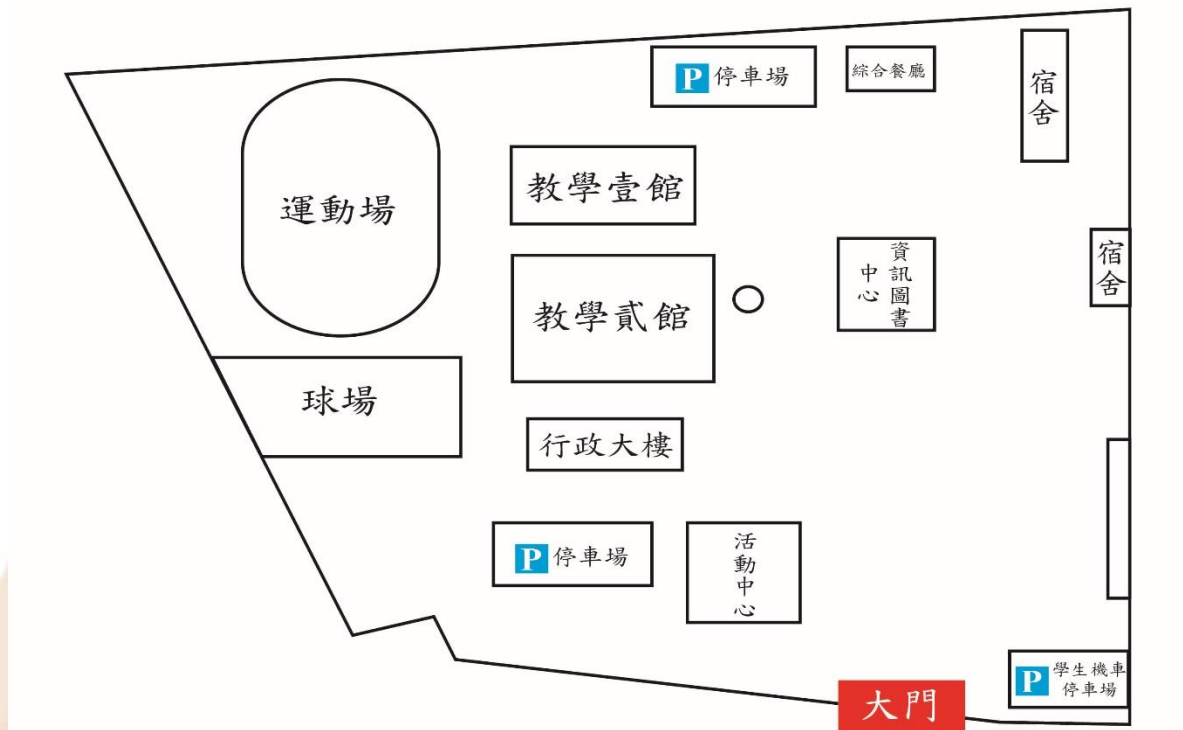 P 停車場
綜合餐廳
宿舍
教學壹館
運動場
資訊圖書
中心
宿舍
教學貳館
球場
行政大樓
P 停車場
活動中心
P 學生機車
停車場
大門